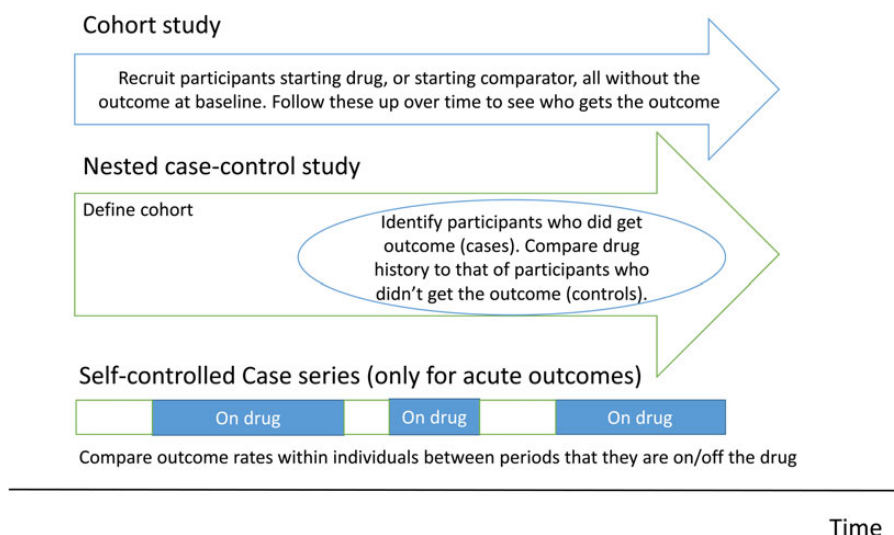 Cohort study
Recruit participants starting drug, or starting comparator, all without the
outcome at baseline. Follow these up over time to see who gets the outcome
Nested case-control study
Define cohort
Identify participants who did get
outcome (cases). Compare drug
history to that of participants who
didn’t get the outcome (controls).
Self-controlled Case series (only for acute outcomes)
On drug
On drug
On drug
Compare outcome rates within individuals between periods that they are on/off the drug
Time